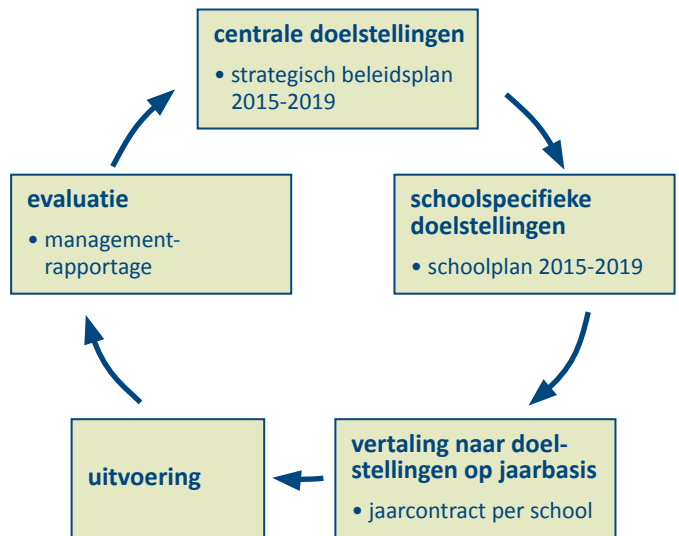 centrale doelstellingen
• strategisch beleidsplan
2015-2019
schoolspecifieke
doelstellingen
• schoolplan 2015-2019
vertaling naar doel-
stellingen op jaarbasis
• jaarcontract per school
uitvoering
evaluatie
• management-
rapportage